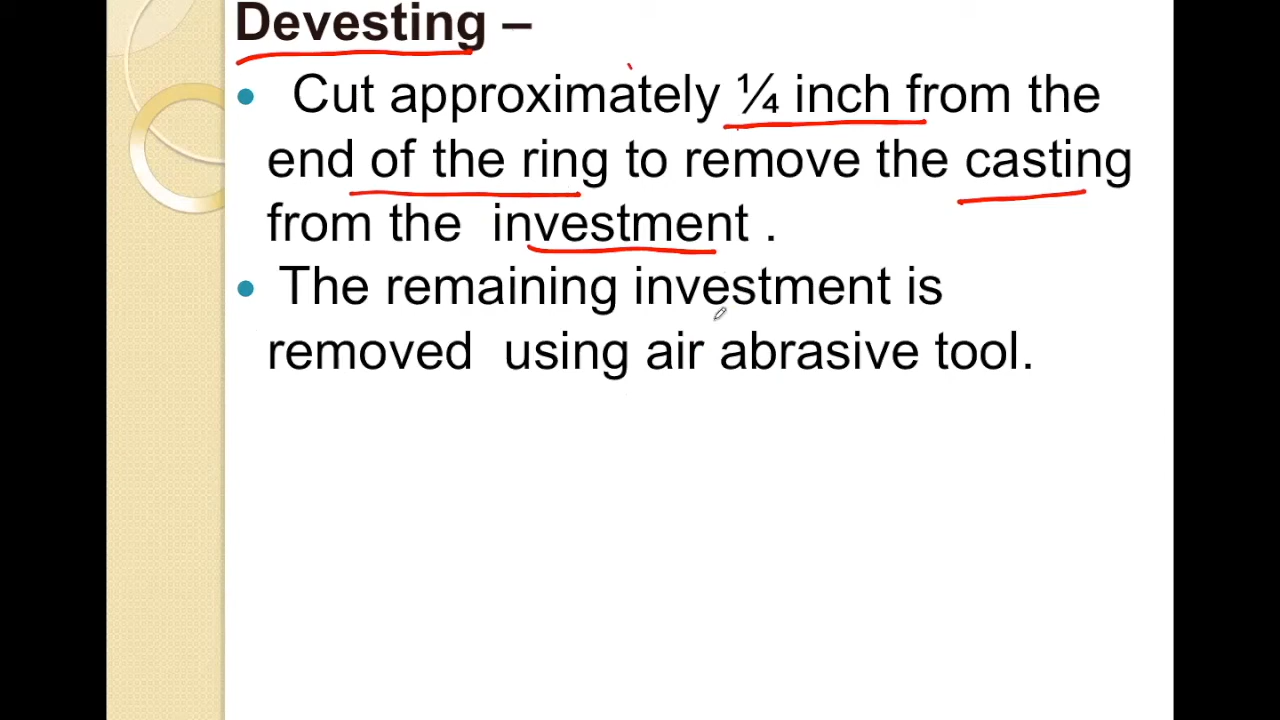 Devesting –
• Cut approximately ¼ inch from the
end of the ring to remove the casting
from the investment .
• The remaining investment is
removed using air abrasive tool.